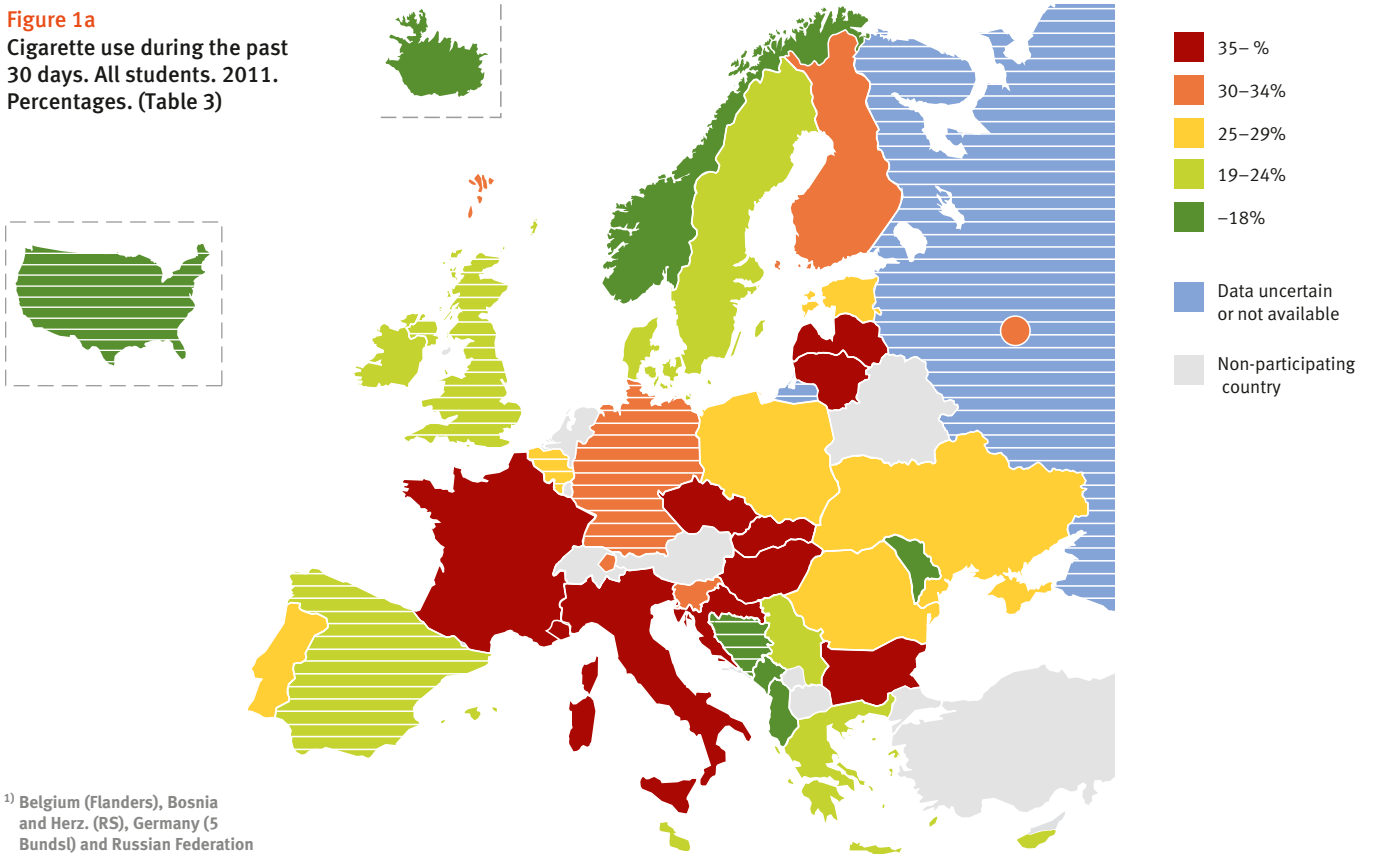 Figure 1a
Cigarette use during the past
30 days. All students. 2011.
Percentages. (Table 3)
35– %
30–34%
25–29%
19–24%
–18%
Data uncertain
or not available
Non-participating
country
1) Belgium (Flanders), Bosnia
and Herz. (RS), Germany (5
Bundsl) and Russian Federation